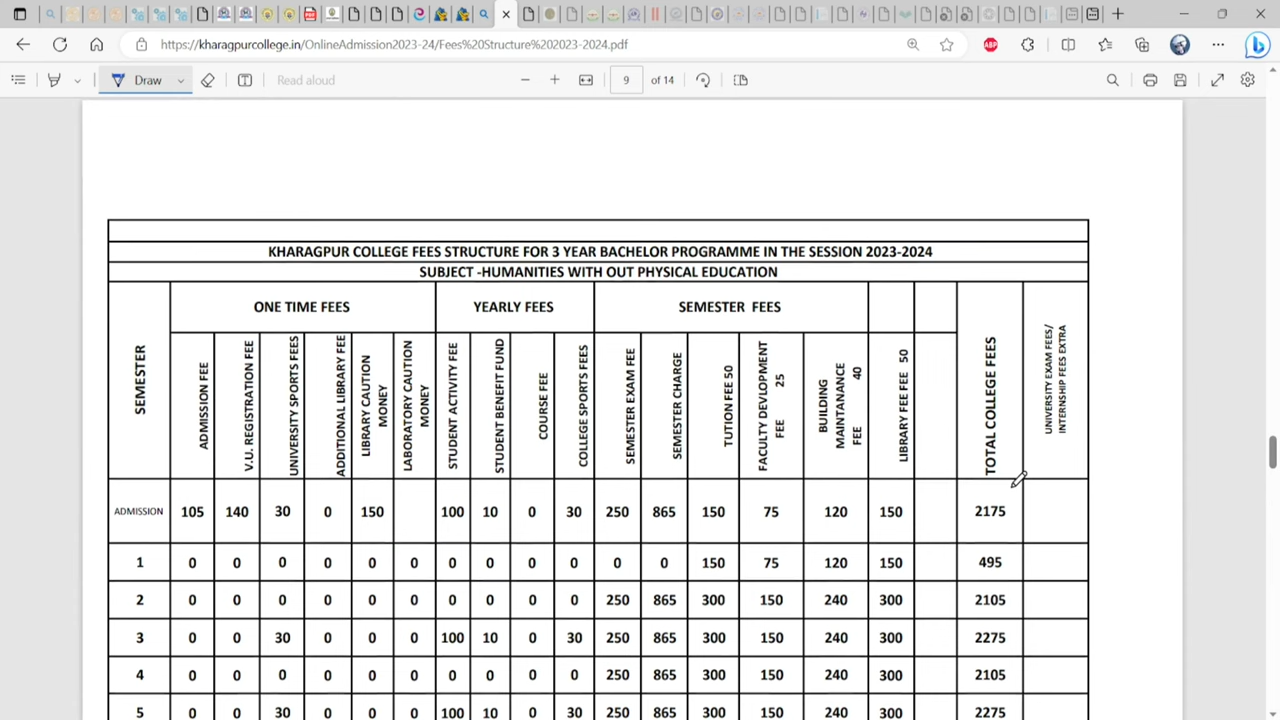 https://kharagpurcollege.in/OnlineAdmission2023-24/Fees%20Structure%202023-2024.pdf
ABP
Draw
Read aloud
9 of 14
KHARAGPUR COLLEGE FEES STRUCTURE FOR 3 YEAR BACHELOR PROGRAMME IN THE SESSION 2023-2024
SUBJECT -HUMANITIES WITH OUT PHYSICAL EDUCATION
ONE TIME FEES YEARLY FEES SEMESTER FEES
SEMESTER
ADMISSION FEE
V.U. REGISTRATION FEE
UNIVERSITY SPORTS FEES
ADDITIONAL LIBRARY FEE
LIBRARY CAUTION
MONEY
LABORATORY CAUTION
MONEY
STUDENT ACTIVITY FEE
STUDENT BENEFIT FUND
COURSE FEE
COLLEGE SPORTS FEES
SEMESTER EXAM FEE
SEMESTER CHARGE
TUTION FEE 50
FACULTY DEVLOPMENT
FEE 25
BUILDING
MAINTANANCE
FEE 40
LIBRARY FEE FEE 50
TOTAL COLLEGE FEES
UNIVERSITY EXAM FEES/
INTERNSHIP FEES EXTRA
ADMISSION 105 140 30 0 150 100 10 0 30 250 865 150 75 120 150 2175
1 0 0 0 0 0 0 0 0 0 0 0 0 150 75 120 150 495
2 0 0 0 0 0 0 0 0 0 0 250 865 300 150 240 300 2105
3 0 0 30 0 0 0 100 10 0 30 250 865 300 150 240 300 2275
4 0 0 0 0 0 0 0 0 0 0 250 865 300 150 240 300 2105
5 0 0 30 0 0 0 100 10 0 30 250 865 300 150 240 300 2275